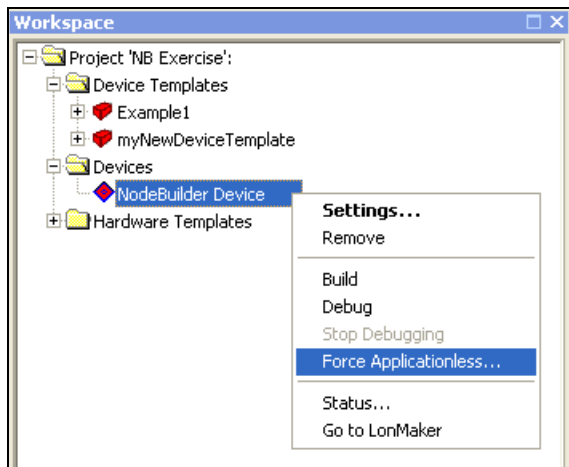 Workspace
Project 'NB Exercise':
Device Templates
Example1
myNewDeviceTemplate
Devices
NodeBuilder Device
Hardware Templates
Settings...
Remove
Build
Debug
Stop Debugging
Force Applicationless...
Status...
Go to LonMaker